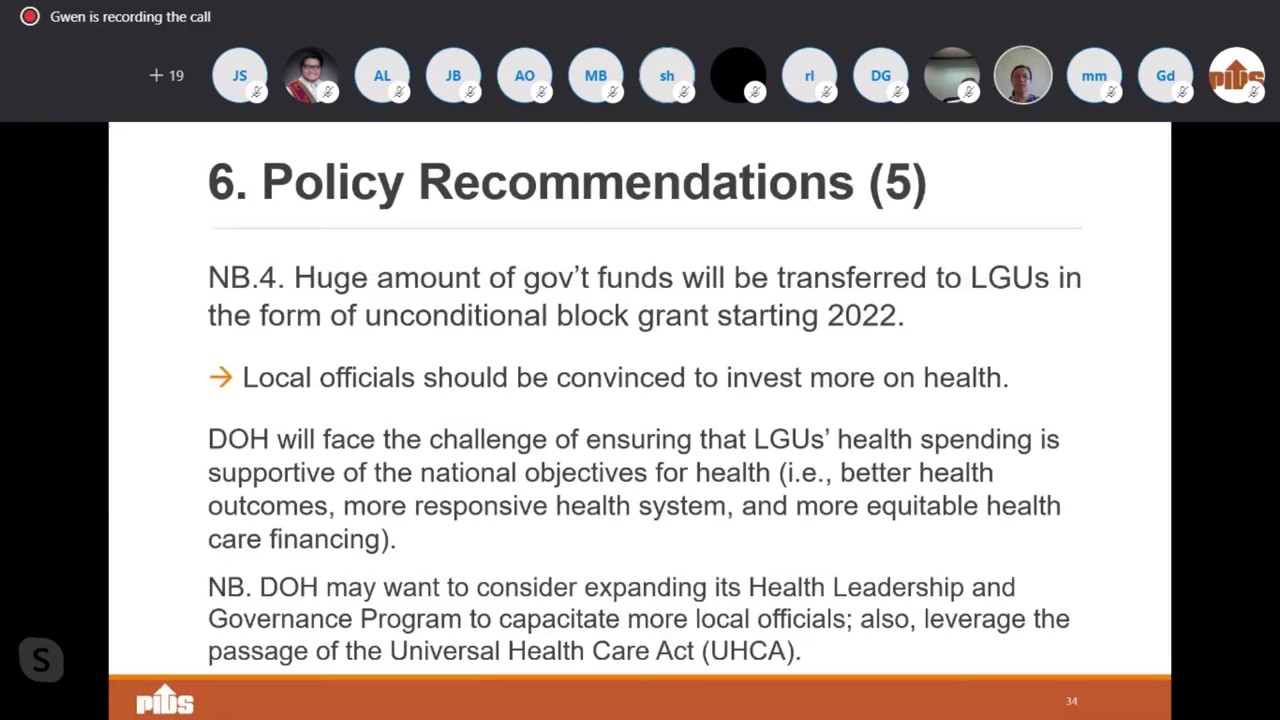 Gwen is recording the call
+ 19
JS
AL
JB
AO
MB
sh
rl
DG
mm
Gd
PIDS
6. Policy Recommendations (5)
NB.4. Huge amount of gov’t funds will be transferred to LGUs in
the form of unconditional block grant starting 2022.
→ Local officials should be convinced to invest more on health.
DOH will face the challenge of ensuring that LGUs’ health spending is
supportive of the national objectives for health (i.e., better health
outcomes, more responsive health system, and more equitable health
care financing).
NB. DOH may want to consider expanding its Health Leadership and
Governance Program to capacitate more local officials; also, leverage the
passage of the Universal Health Care Act (UHCA).
S
PIDS
34